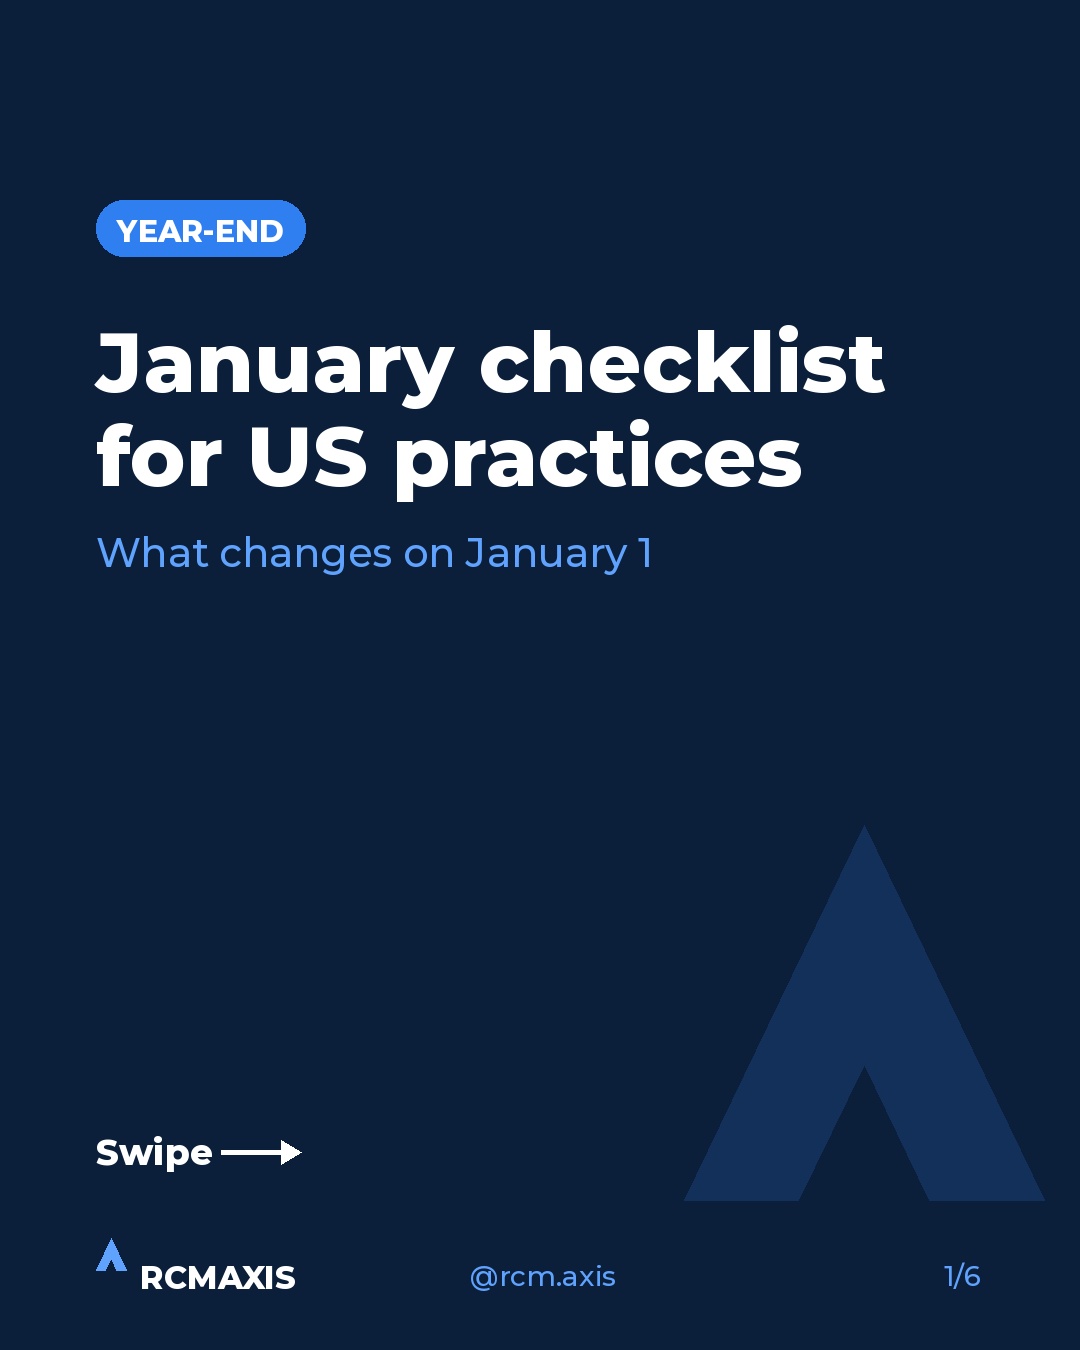 YEAR-END
January checklist
for US practices
What changes on January 1
Swipe
RCMAXIS
@rcm.axis
1/6